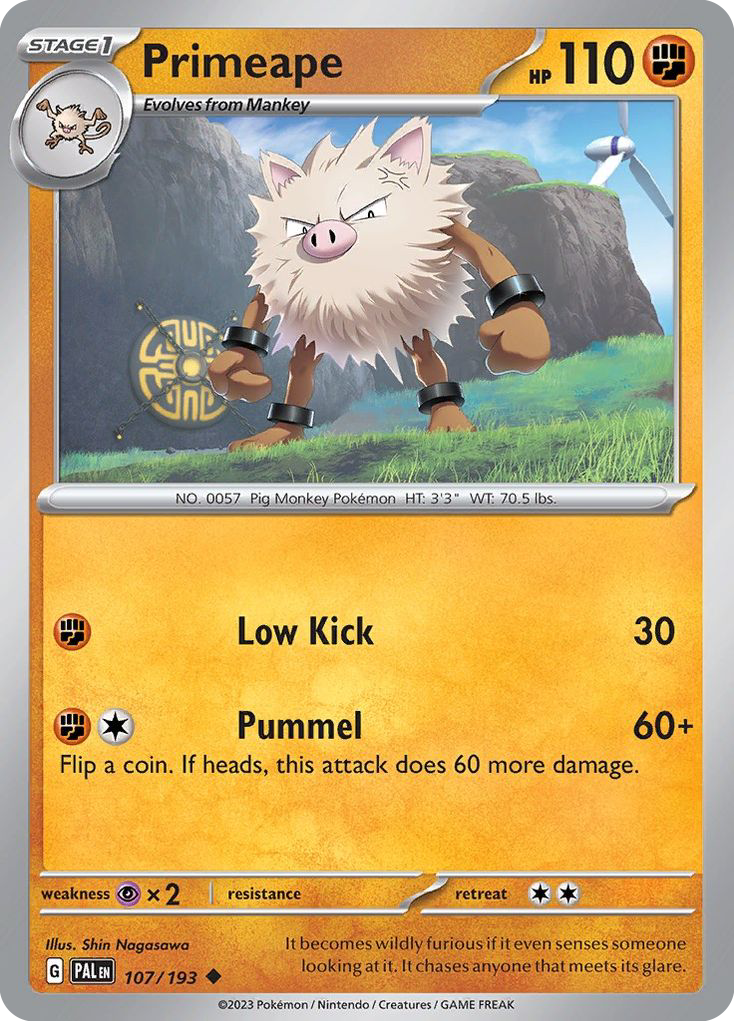 STAGE 1
Primeape
HP 110
Evolves from Mankey
NO. 0057 Pig Monkey Pokémon HT: 3'3" WT: 70.5 lbs.
Low Kick 30
Pummel 60+
Flip a coin. If heads, this attack does 60 more damage.
weakness ×2 resistance retreat
Illus. Shin Nagasawa
It becomes wildly furious if it even senses someone
looking at it. It chases anyone that meets its glare.
G PAL EN 107/193
©2023 Pokémon / Nintendo / Creatures / GAME FREAK